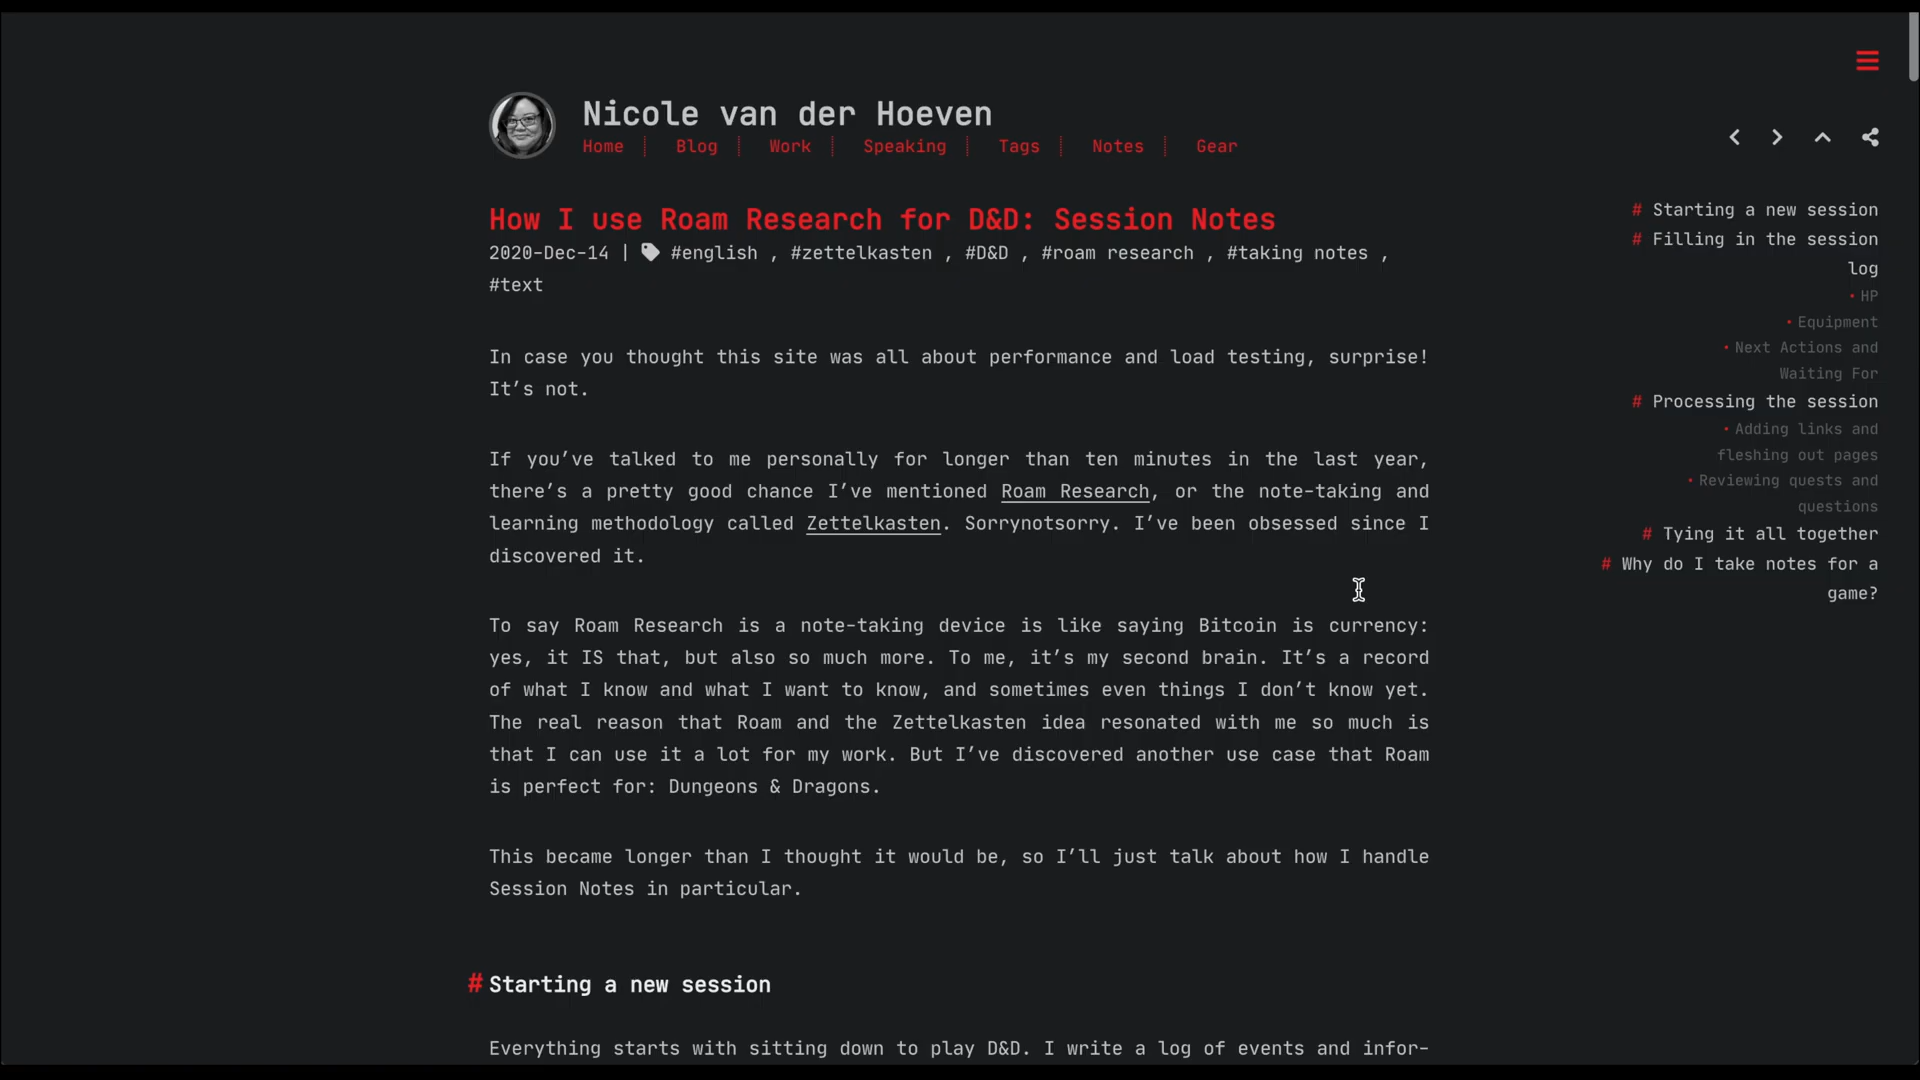 Nicole van der Hoeven
Home Blog Work Speaking Tags Notes Gear
How I use Roam Research for D&D: Session Notes
2020-Dec-14 | #english , #zettelkasten , #D&D , #roam research , #taking notes ,
#text
In case you thought this site was all about performance and load testing, surprise!
It’s not.
If you’ve talked to me personally for longer than ten minutes in the last year,
there’s a pretty good chance I’ve mentioned Roam Research, or the note-taking and
learning methodology called Zettelkasten. Sorrynotsorry. I’ve been obsessed since I
discovered it.
To say Roam Research is a note-taking device is like saying Bitcoin is currency:
yes, it IS that, but also so much more. To me, it’s my second brain. It’s a record
of what I know and what I want to know, and sometimes even things I don’t know yet.
The real reason that Roam and the Zettelkasten idea resonated with me so much is
that I can use it a lot for my work. But I’ve discovered another use case that Roam
is perfect for: Dungeons & Dragons.
This became longer than I thought it would be, so I’ll just talk about how I handle
Session Notes in particular.
# Starting a new session
Everything starts with sitting down to play D&D. I write a log of events and infor-
# Starting a new session
# Filling in the session
log
• HP
• Equipment
• Next Actions and
Waiting For
# Processing the session
• Adding links and
fleshing out pages
• Reviewing quests and
questions
# Tying it all together
# Why do I take notes for a
game?